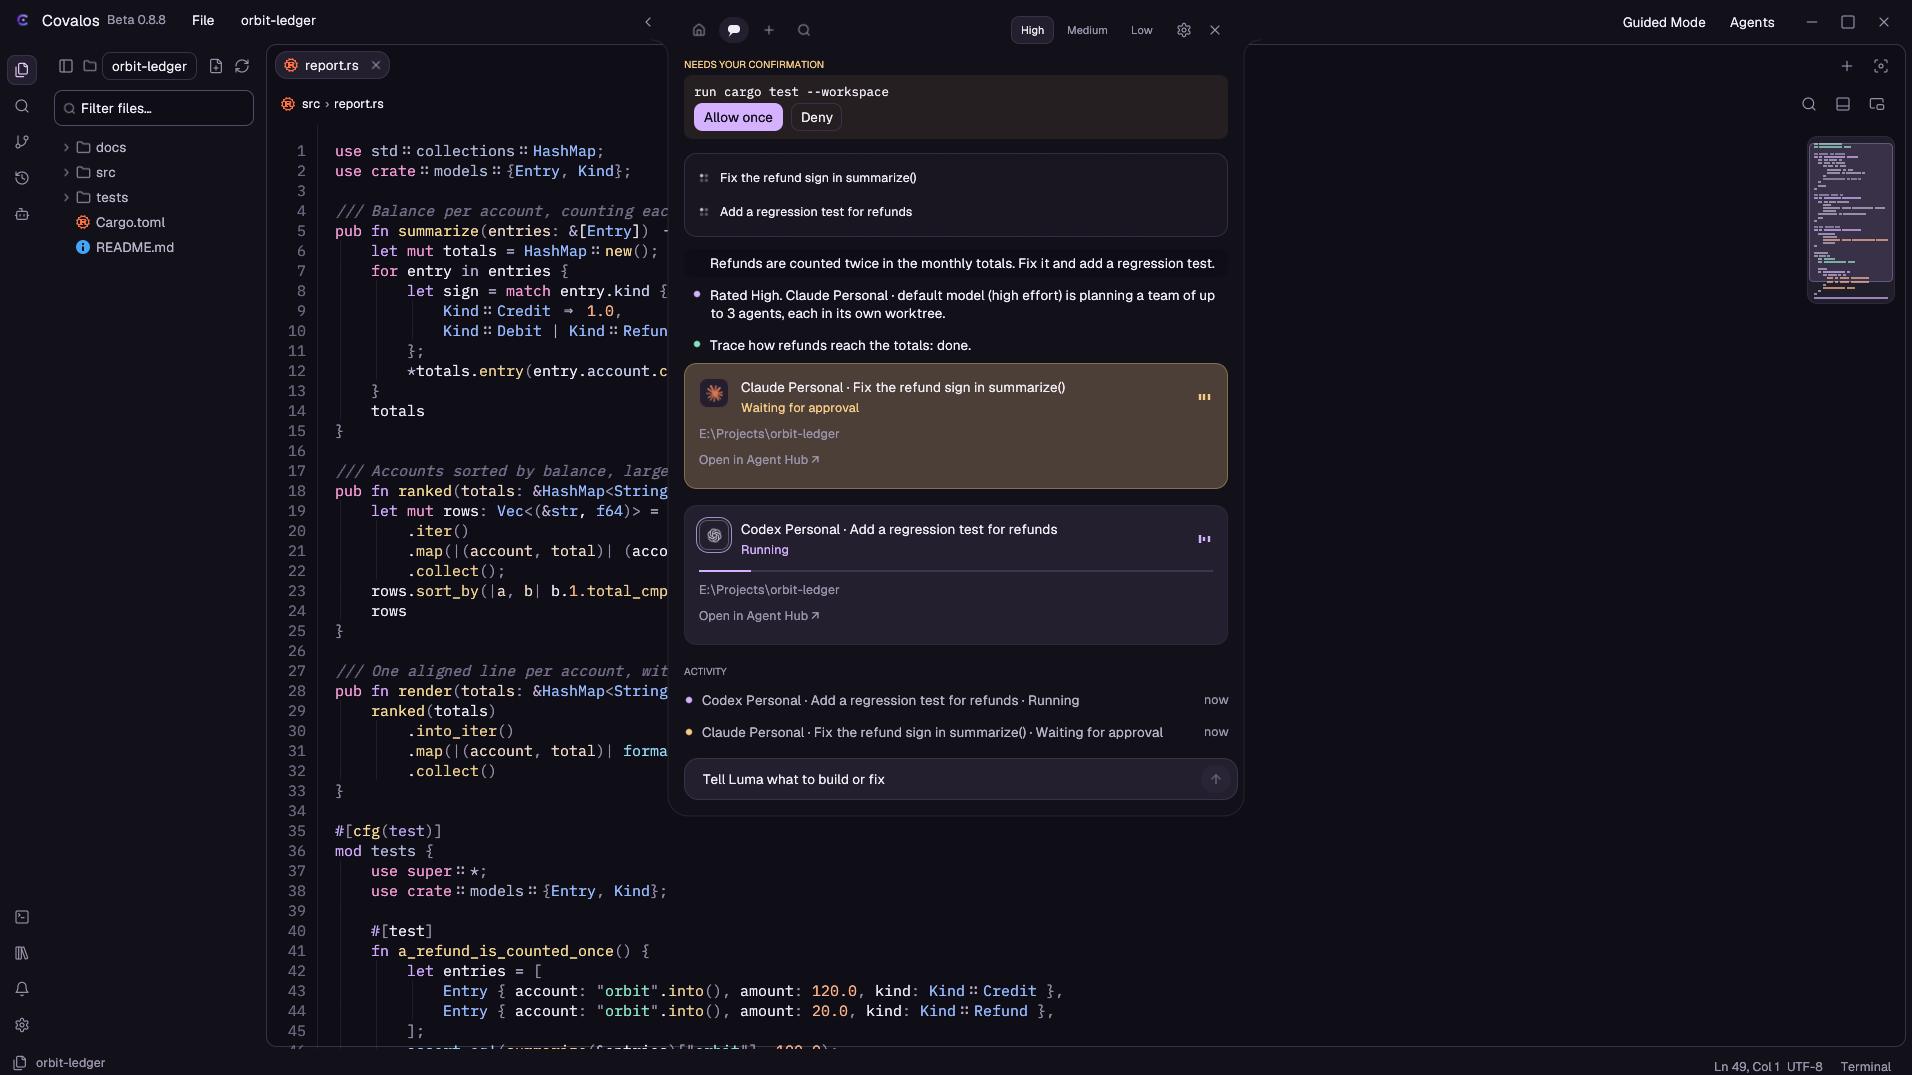 Covalos Beta 0.8.8 File orbit-ledger
High Medium Low
Guided Mode Agents
orbit-ledger
Filter files...
docs
src
tests
Cargo.toml
README.md
report.rs
src › report.rs
1 use std::collections::HashMap;
2 use crate::models::{Entry, Kind};
3
4 /// Balance per account, counting eac
5 pub fn summarize(entries: &[Entry])
6 let mut totals = HashMap::new();
7 for entry in entries {
8 let sign = match entry.kind {
9 Kind::Credit => 1.0,
10 Kind::Debit | Kind::Refun
11 };
12 *totals.entry(entry.account.c
13 }
14 totals
15 }
16
17 /// Accounts sorted by balance, large
18 pub fn ranked(totals: &HashMap<String
19 let mut rows: Vec<(&str, f64)> =
20 .iter()
21 .map(|(account, total)| (acco
22 .collect();
23 rows.sort_by(|a, b| b.1.total_cmp
24 rows
25 }
26
27 /// One aligned line per account, wit
28 pub fn render(totals: &HashMap<String
29 ranked(totals)
30 .into_iter()
31 .map(|(account, total)| forma
32 .collect()
33 }
34
35 #[cfg(test)]
36 mod tests {
37 use super::*;
38 use crate::models::{Entry, Kind};
39
40 #[test]
41 fn a_refund_is_counted_once() {
42 let entries = [
43 Entry { account: "orbit".into(), amount: 120.0, kind: Kind::Credit },
44 Entry { account: "orbit".into(), amount: 20.0, kind: Kind::Refund },
45 ];
NEEDS YOUR CONFIRMATION
run cargo test --workspace
Allow once Deny
Fix the refund sign in summarize()
Add a regression test for refunds
Refunds are counted twice in the monthly totals. Fix it and add a regression test.
Rated High. Claude Personal · default model (high effort) is planning a team of up
to 3 agents, each in its own worktree.
Trace how refunds reach the totals: done.
Claude Personal · Fix the refund sign in summarize()
Waiting for approval
E:\Projects\orbit-ledger
Open in Agent Hub ↗
Codex Personal · Add a regression test for refunds
Running
E:\Projects\orbit-ledger
Open in Agent Hub ↗
ACTIVITY
Codex Personal · Add a regression test for refunds · Running now
Claude Personal · Fix the refund sign in summarize() · Waiting for approval now
Tell Luma what to build or fix
orbit-ledger
Ln 49, Col 1 UTF-8 Terminal